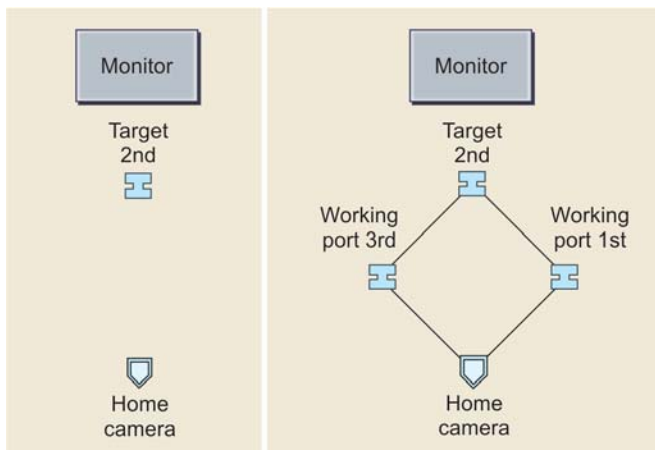 Monitor
Target
2nd
Home
camera
Monitor
Target
2nd
Working
port 3rd
Working
port 1st
Home
camera